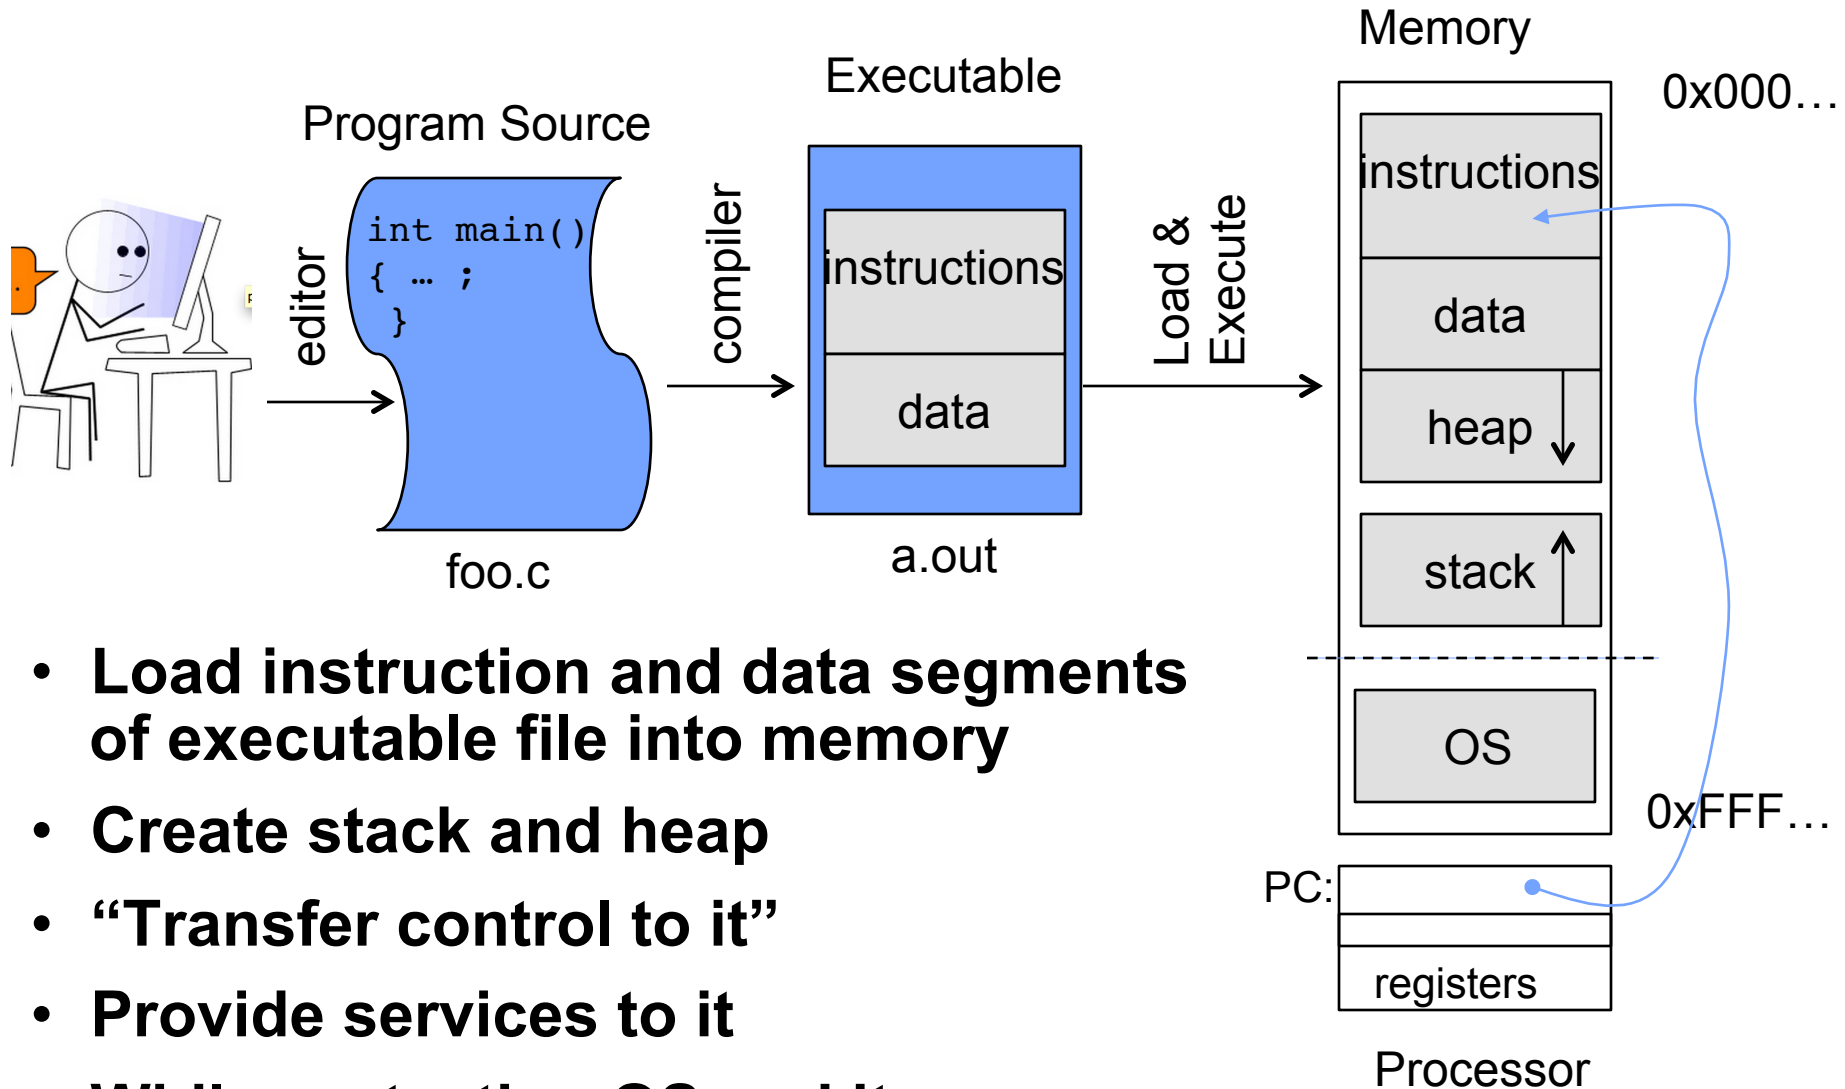 Memory
0x000…
Executable
Program Source
editor
int main()
{ … ;
}
foo.c
compiler
instructions
data
a.out
Load &
Execute
instructions
data
heap
stack
OS
0xFFF…
PC:
registers
Processor
• Load instruction and data segments
of executable file into memory
• Create stack and heap
• “Transfer control to it”
• Provide services to it